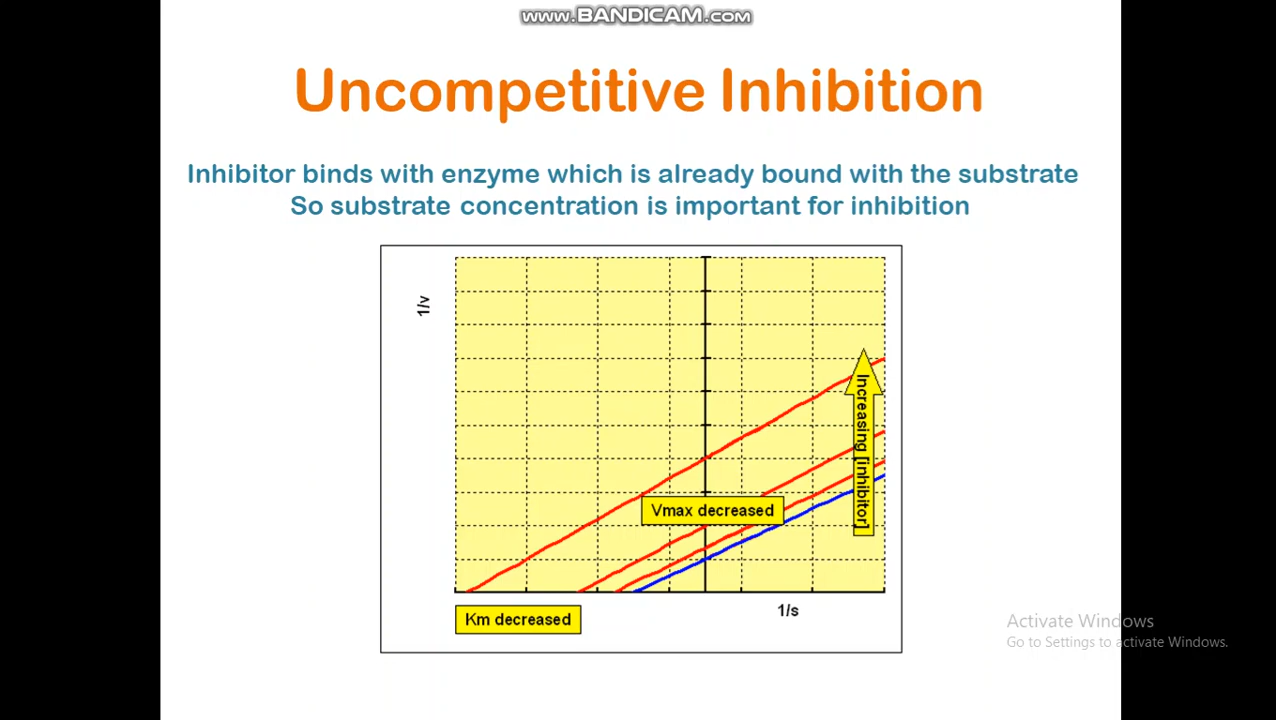 www.BANDICAM.com
Uncompetitive Inhibition
Inhibitor binds with enzyme which is already bound with the substrate
So substrate concentration is important for inhibition
1/v
Increasing [inhibitor]
Vmax decreased
1/s
Km decreased
Activate Windows
Go to Settings to activate Windows.